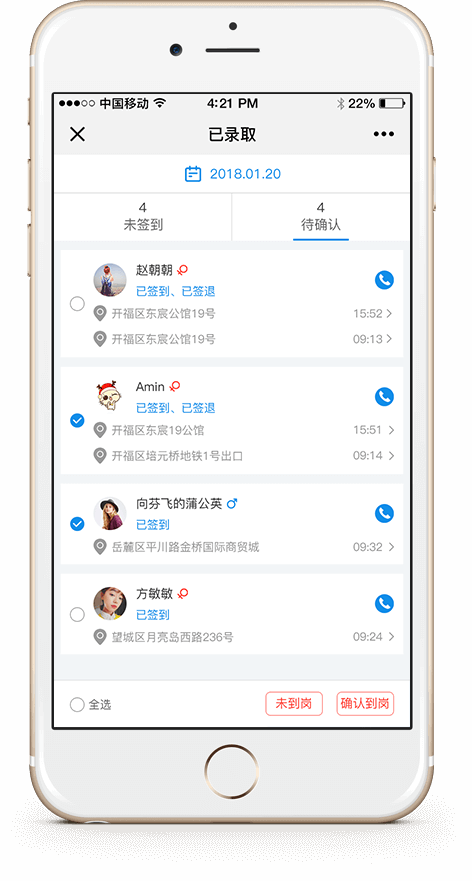 中国移动 4:21 PM 22%
已录取
2018.01.20
4 4
未签到 待确认
赵朝朝
已签到、已签退
开福区东宸公馆19号 15:52
开福区东宸公馆19号 09:13
Amin
已签到、已签退
开福区东宸19公馆 15:51
开福区培元桥地铁1号出口 09:14
向芬飞的蒲公英
已签到
岳麓区平川路金桥国际商贸城 09:32
方敏敏
已签到
望城区月亮岛西路236号 09:24
全选 未到岗 确认到岗